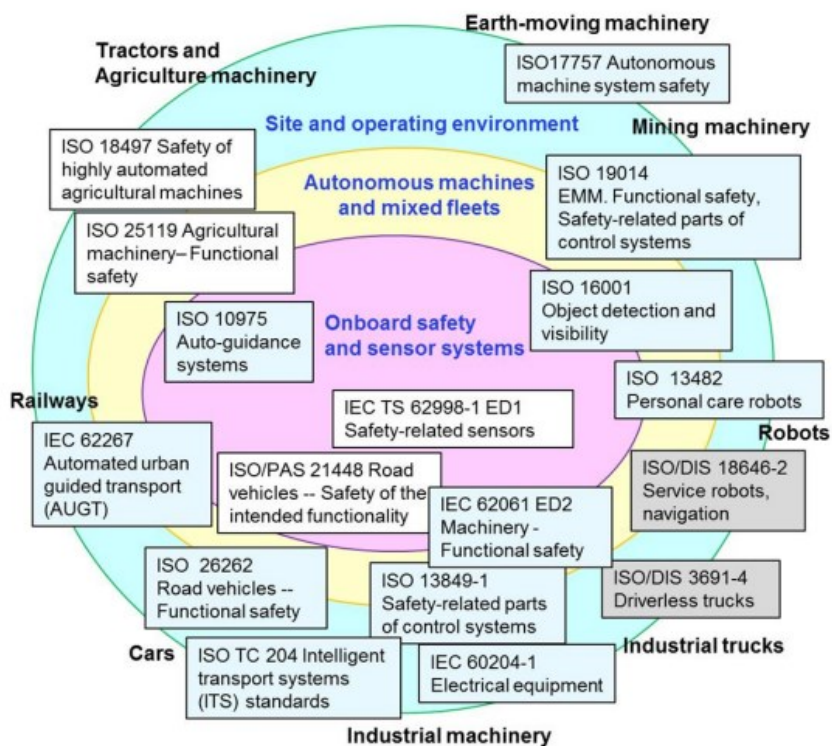 Earth-moving machinery
ISO17757 Autonomous
machine system safety
Tractors and
Agriculture machinery
Site and operating environment
Mining machinery
ISO 18497 Safety of
highly automated
agricultural machines
Autonomous machines
and mixed fleets
ISO 19014
EMM. Functional safety,
Safety-related parts of
control systems
ISO 25119 Agricultural
machinery– Functional
safety
ISO 16001
Object detection and
visibility
ISO 10975
Auto-guidance
systems
Onboard safety
and sensor systems
ISO 13482
Personal care robots
Railways
IEC TS 62998-1 ED1
Safety-related sensors
Robots
IEC 62267
Automated urban
guided transport
(AUGT)
ISO/PAS 21448 Road
vehicles -- Safety of the
intended functionality
ISO/DIS 18646-2
Service robots,
navigation
IEC 62061 ED2
Machinery -
Functional safety
ISO 26262
Road vehicles --
Functional safety
ISO 13849-1
Safety-related parts
of control systems
ISO/DIS 3691-4
Driverless trucks
Industrial trucks
Cars
ISO TC 204 Intelligent
transport systems
(ITS) standards
IEC 60204-1
Electrical equipment
Industrial machinery